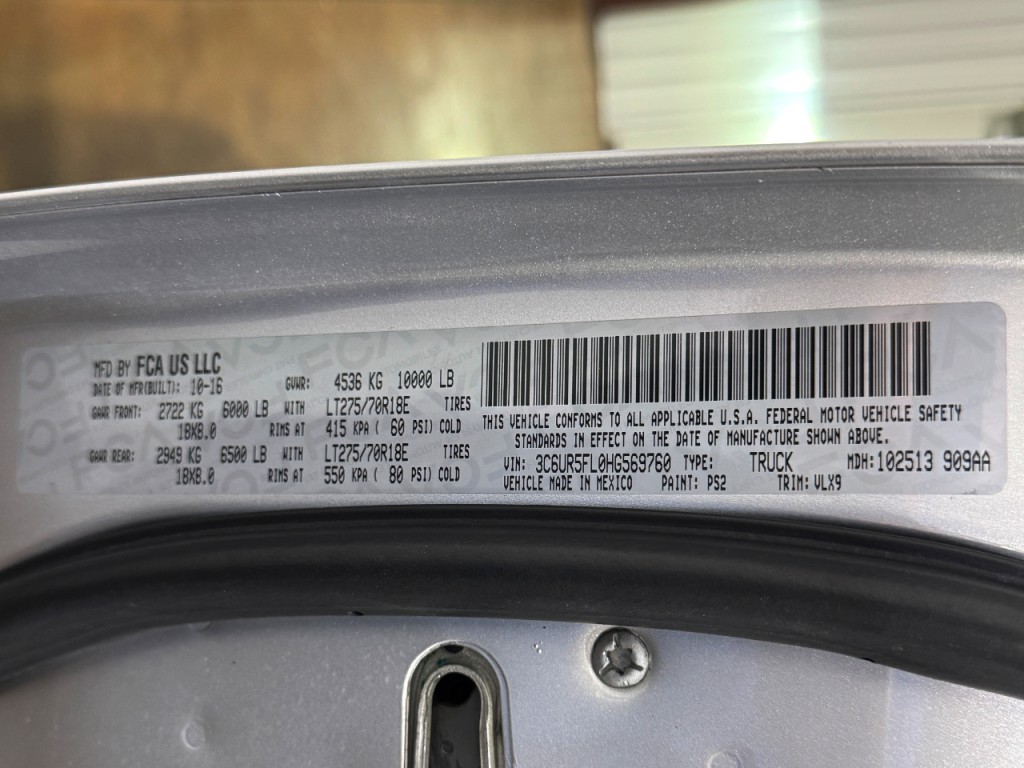 MFD BY FCA US LLC
DATE OF MFR(BUILT): 10-16 GVWR: 4536 KG 10000 LB
GAWR FRONT: 2722 KG 6000 LB WITH LT275/70R18E TIRES
18X8.0 RIMS AT 415 KPA ( 60 PSI) COLD
GAWR REAR: 2949 KG 6500 LB WITH LT275/70R18E TIRES
18X8.0 RIMS AT 550 KPA ( 80 PSI) COLD
THIS VEHICLE CONFORMS TO ALL APPLICABLE U.S.A. FEDERAL MOTOR VEHICLE SAFETY
STANDARDS IN EFFECT ON THE DATE OF MANUFACTURE SHOWN ABOVE.
VIN: 3C6UR5FL0HG569760 TYPE: TRUCK MDH: 102513 909AA
VEHICLE MADE IN MEXICO PAINT: PS2 TRIM: VLX9